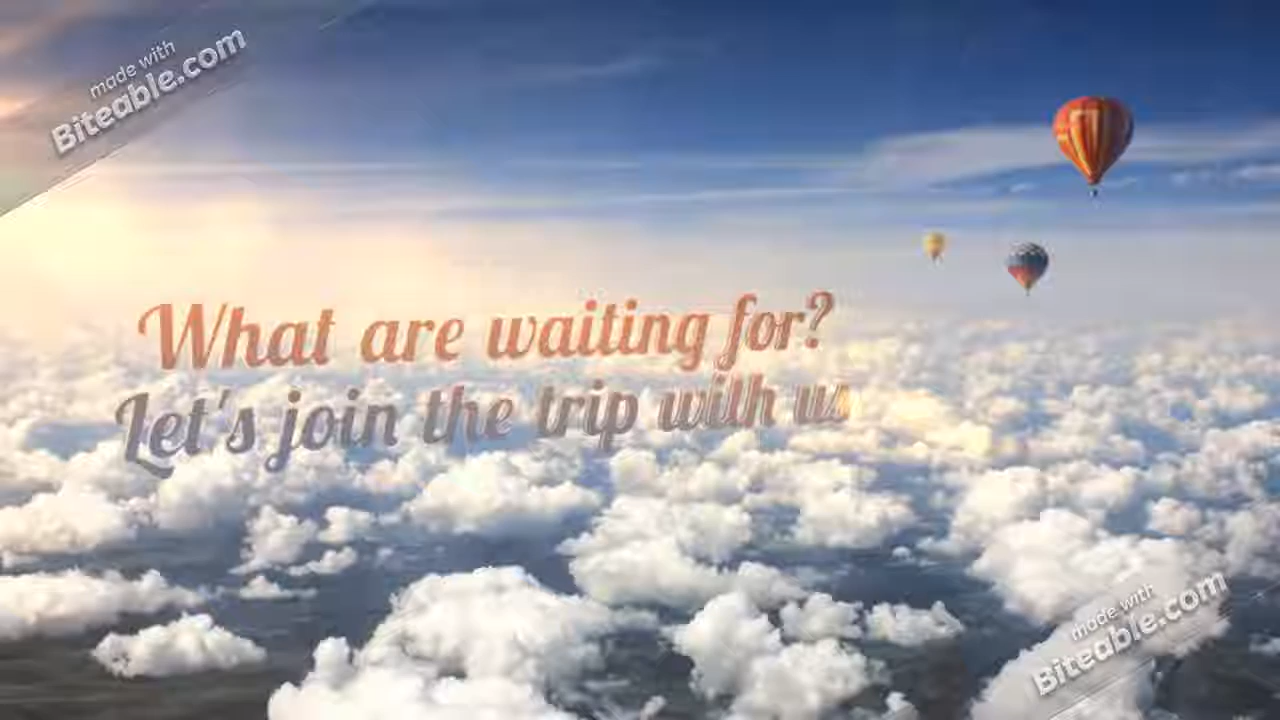 made with
Biteable.com
What are waiting for?
Let's join the trip with us
made with
Biteable.com